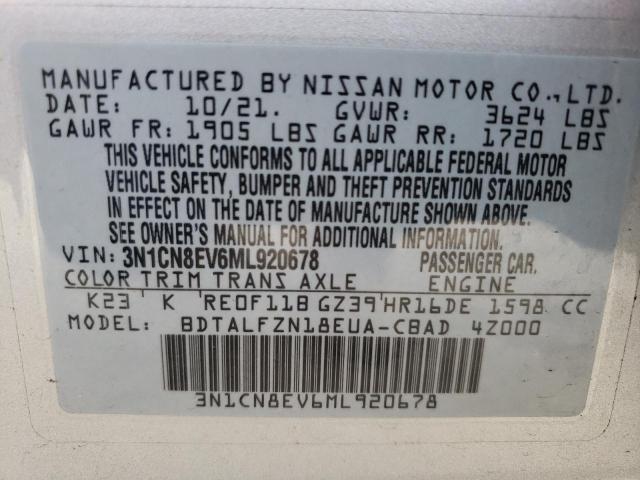 MANUFACTURED BY NISSAN MOTOR CO.,LTD.
DATE: 10/21. GVWR: 3624 LBS
GAWR FR: 1905 LBS GAWR RR: 1720 LBS
THIS VEHICLE CONFORMS TO ALL APPLICABLE FEDERAL MOTOR
VEHICLE SAFETY, BUMPER AND THEFT PREVENTION STANDARDS
IN EFFECT ON THE DATE OF MANUFACTURE SHOWN ABOVE.
SEE OWNER'S MANUAL FOR ADDITIONAL INFORMATION.
VIN: 3N1CN8EV6ML920678 PASSENGER CAR.
COLOR TRIM TRANS AXLE ENGINE
K23 K RE0F11B GZ39 HR16DE 1598 CC
MODEL: BDTALFZN18EUA-CBAD 4Z000
3N1CN8EV6ML920678